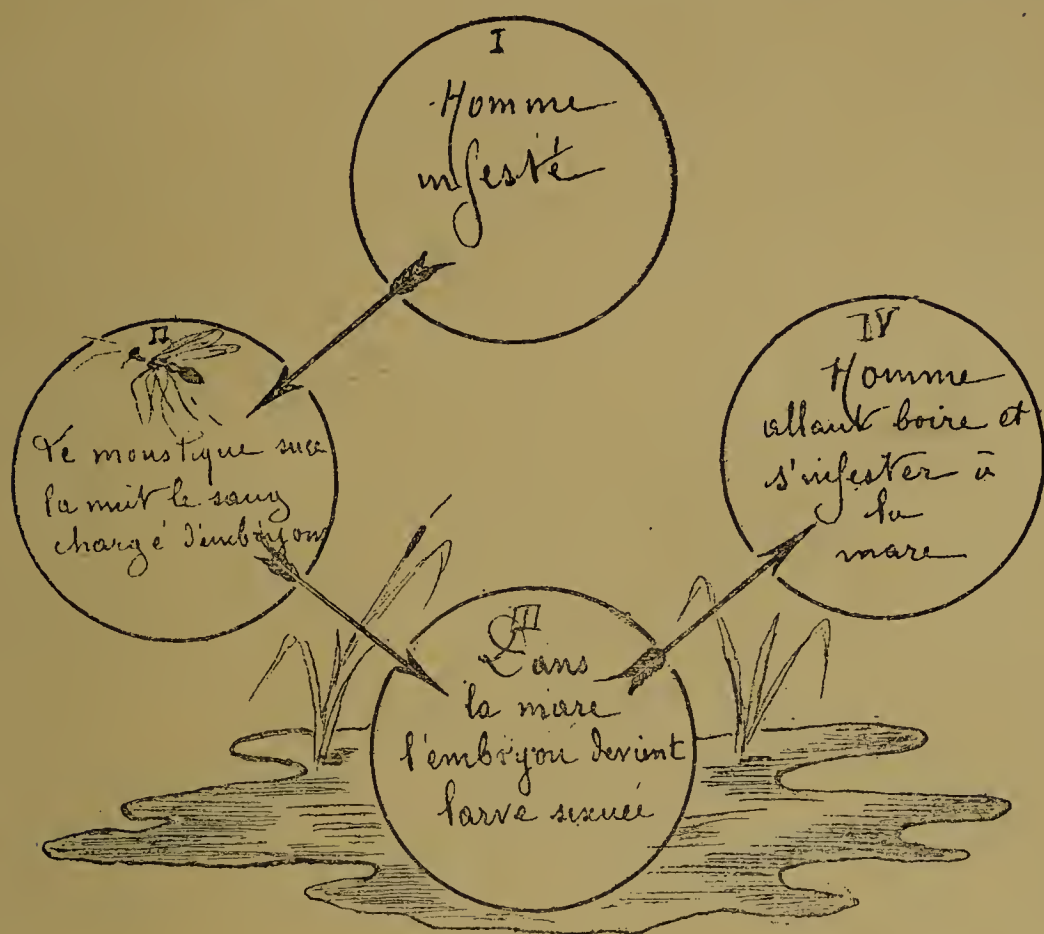 I
Homme
infesté
II
Le moustique suce
la nuit le sang
chargé d'embryons
III
Dans
la mare
l'embryon devient
larve sexuée
IV
Homme
allant boire et
s'infester à
la
mare